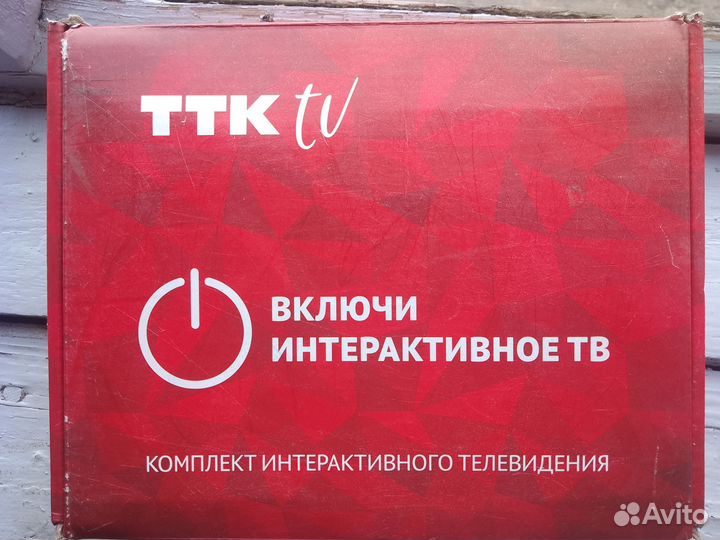 ТТК tv
ВКЛЮЧИ
ИНТЕРАКТИВНОЕ ТВ
КОМПЛЕКТ ИНТЕРАКТИВНОГО ТЕЛЕВИДЕНИЯ
Avito